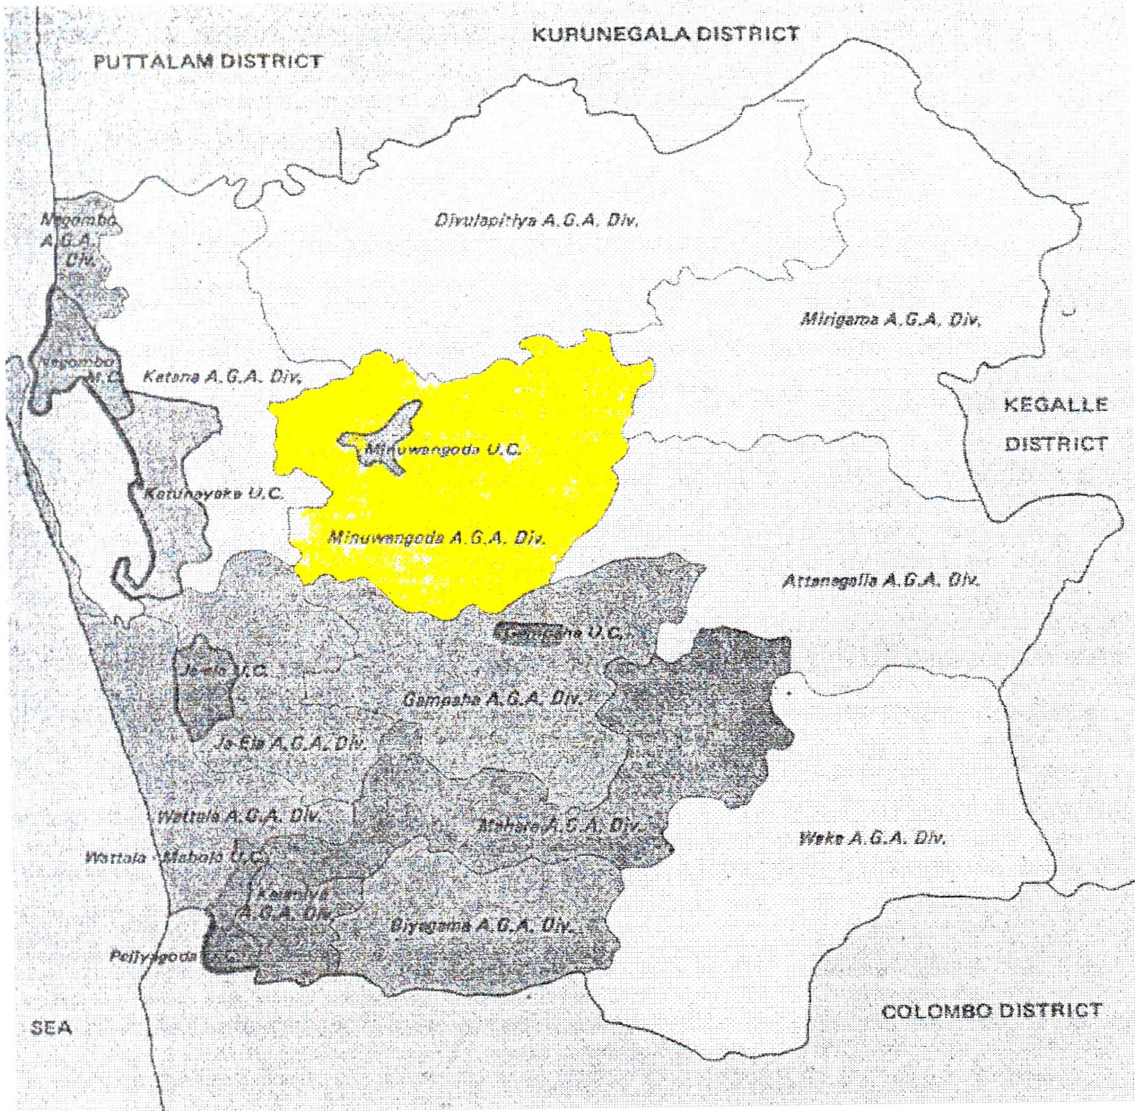 KURUNEGALA DISTRICT
PUTTALAM DISTRICT
Negombo
A.G.A.
Div.
Divulapitiya A.G.A. Div.
Mirigama A.G.A. Div.
Negombo
M.C.
Katana A.G.A. Div.
KEGALLE
DISTRICT
Minuwangoda U.C.
Katunayake U.C.
Minuwangoda A.G.A. Div.
Attanagalla A.G.A. Div.
Gampaha U.C.
Ja-ela U.C.
Gampaha A.G.A. Div.
Ja-Ela A.G.A. Div.
Wattala A.G.A. Div.
Mahara A.G.A. Div.
Weke A.G.A. Div.
Wattala - Mabola U.C.
Kelaniya
A.G.A. Div.
Biyagama A.G.A. Div.
Peliyagoda
COLOMBO DISTRICT
SEA